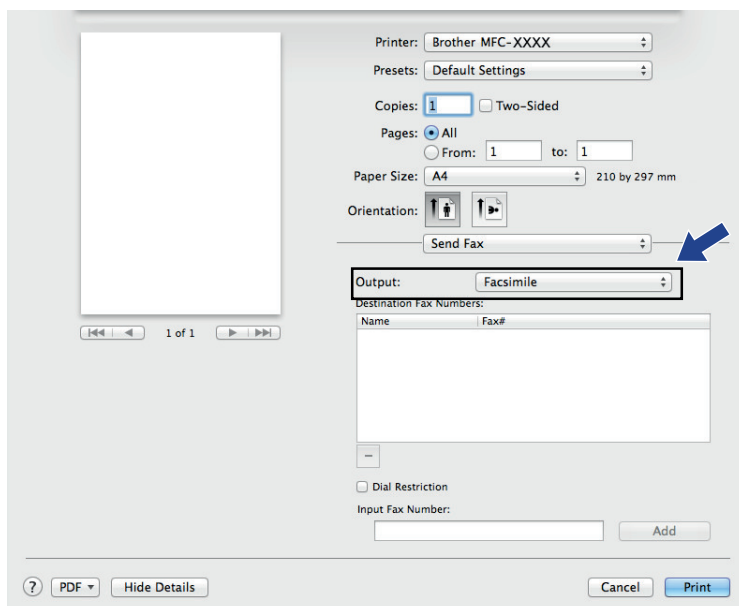 Printer: Brother MFC-XXXX
Presets: Default Settings
Copies: 1 Two-Sided
Pages: All
From: 1 to: 1
Paper Size: A4 210 by 297 mm
Orientation:
Send Fax
Output: Facsimile
Destination Fax Numbers:
Name Fax#
1 of 1
Dial Restriction
Input Fax Number:
Add
? PDF Hide Details Cancel Print